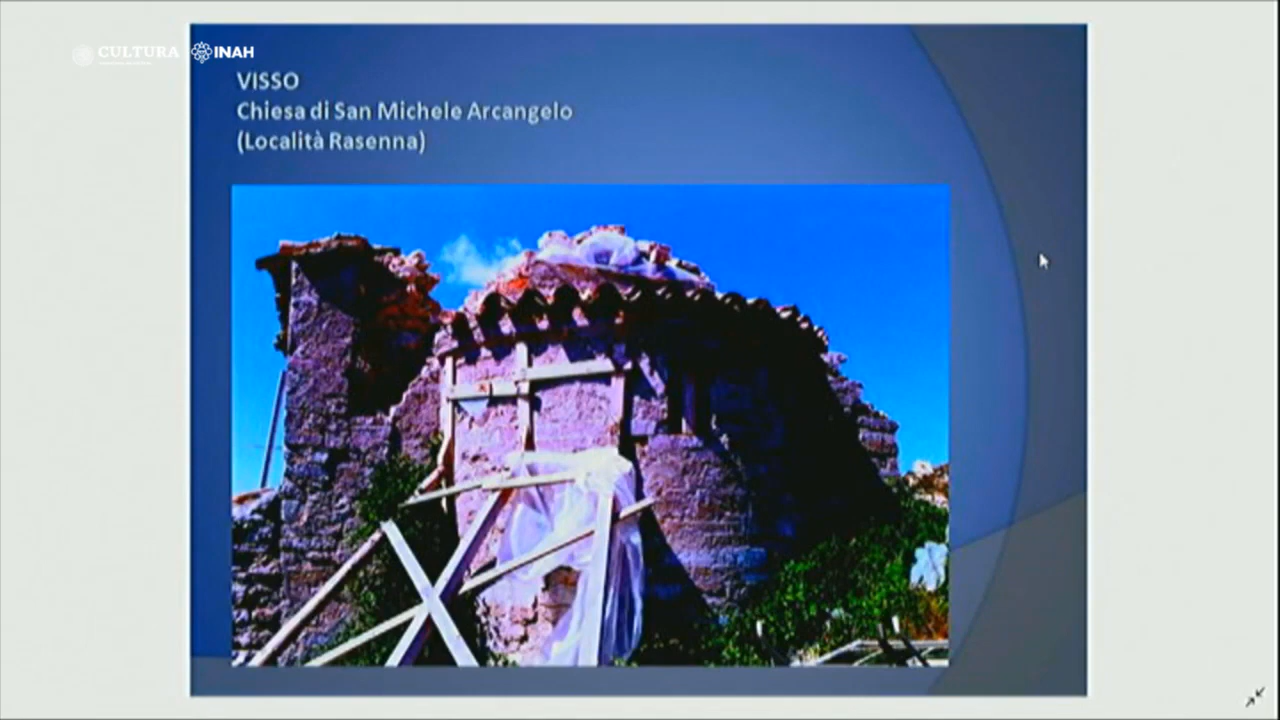 CULTURA INAH
VISSO
Chiesa di San Michele Arcangelo
(Località Rasenna)